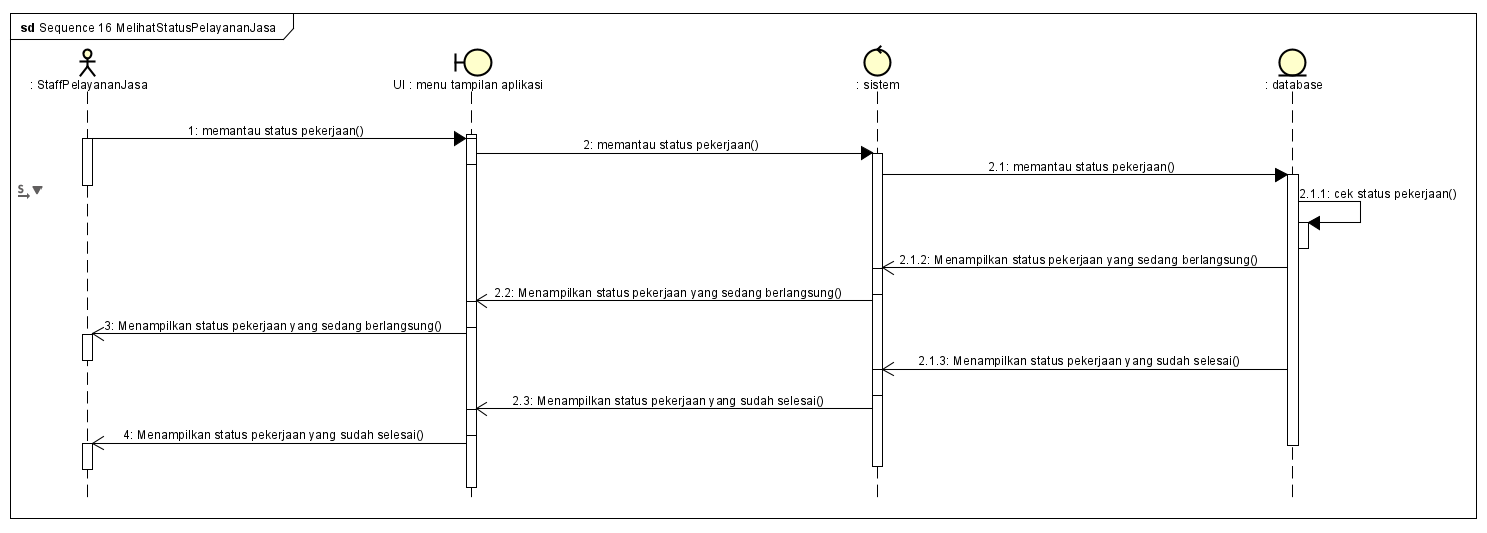 sd Sequence 16 MelihatStatusPelayananJasa
: StaffPelayananJasa
UI : menu tampilan aplikasi
: sistem
: database
1: memantau status pekerjaan()
2: memantau status pekerjaan()
2.1: memantau status pekerjaan()
S
2.1.1: cek status pekerjaan()
2.1.2: Menampilkan status pekerjaan yang sedang berlangsung()
2.2: Menampilkan status pekerjaan yang sedang berlangsung()
3: Menampilkan status pekerjaan yang sedang berlangsung()
2.1.3: Menampilkan status pekerjaan yang sudah selesai()
2.3: Menampilkan status pekerjaan yang sudah selesai()
4: Menampilkan status pekerjaan yang sudah selesai()